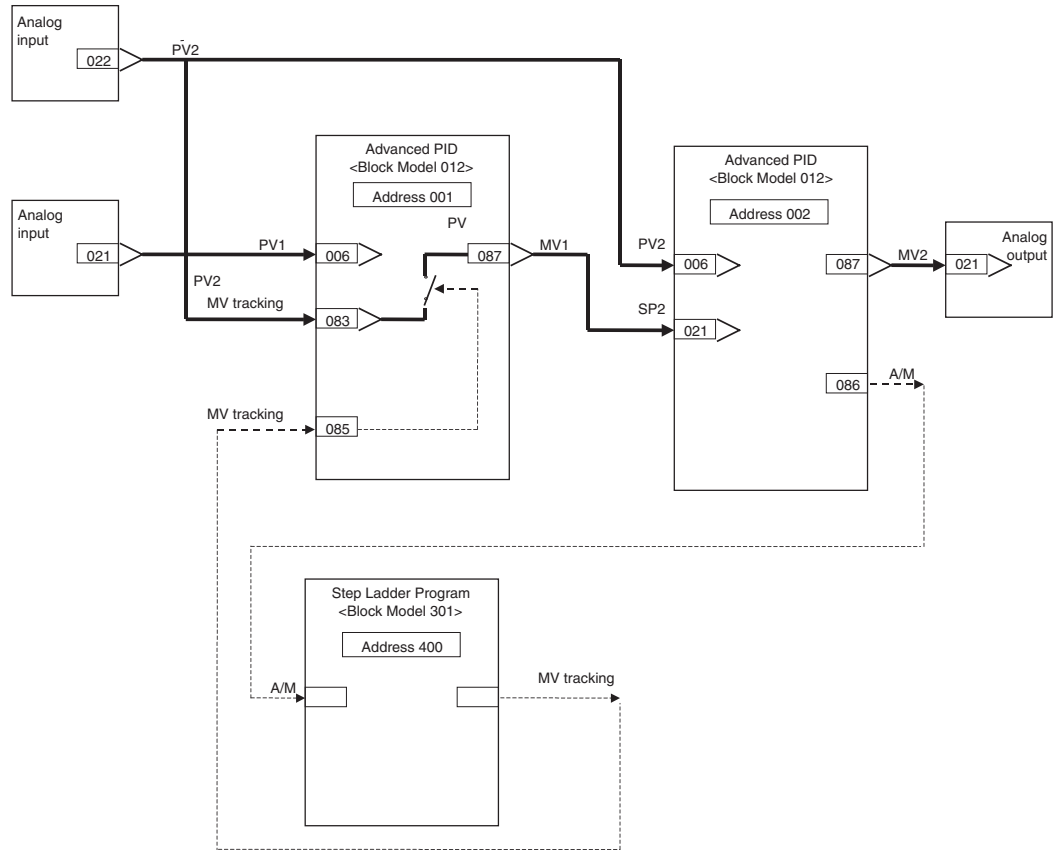 Analog
input
022
PV2
Advanced PID
<Block Model 012>
Address 001
Advanced PID
<Block Model 012>
Address 002
Analog
input
021
PV1
006
PV
087
MV1
PV2
MV tracking
083
MV tracking
085
PV2
006
SP2
021
087
MV2
021
Analog
output
086
A/M
Step Ladder Program
<Block Model 301>
Address 400
A/M
MV tracking